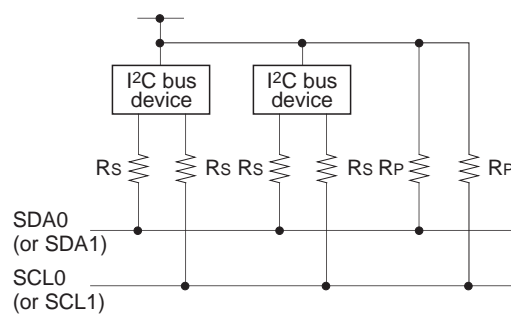 I²C bus
device
I²C bus
device
Rs Rs Rs Rs RP RP
SDA0
(or SDA1)
SCL0
(or SCL1)